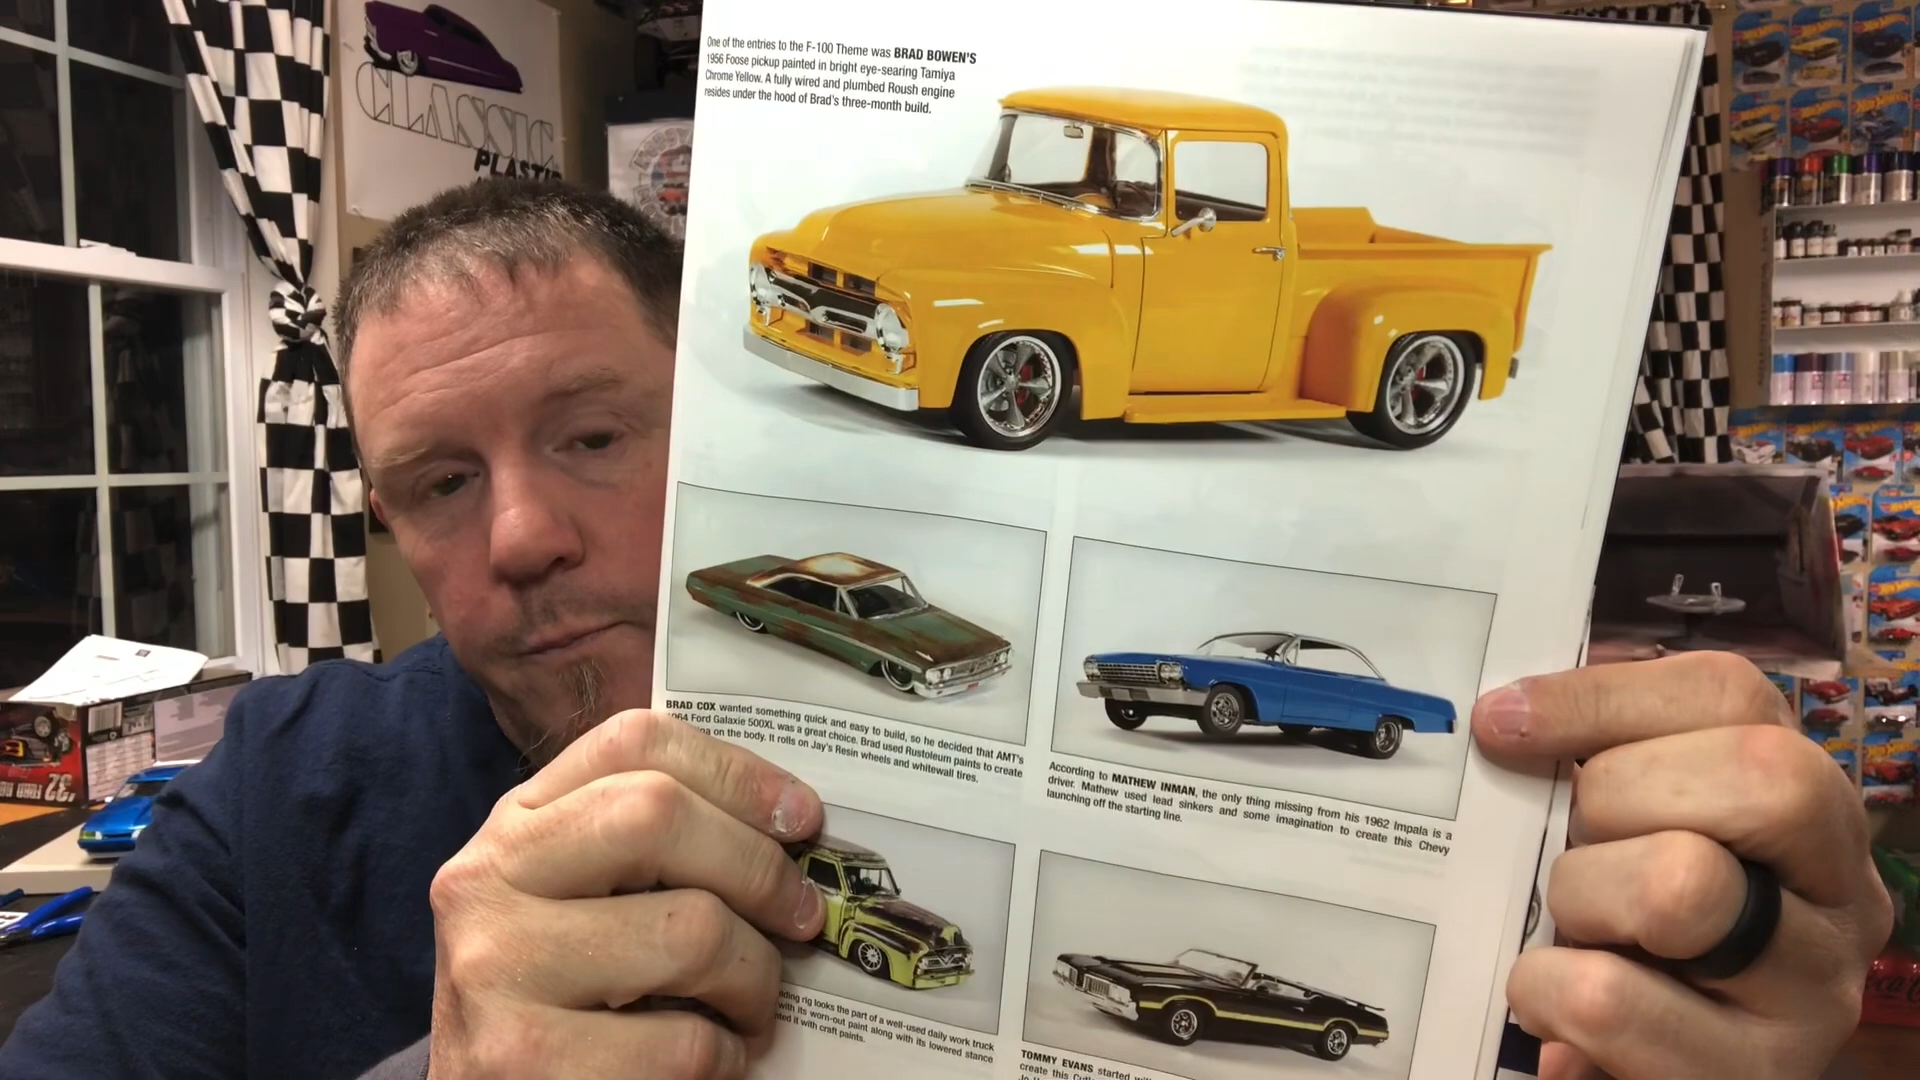 CLASSIC
PLASTIC
One of the entries to the F-100 Theme was BRAD BOWEN'S
1956 Foose pickup painted in bright eye-searing Tamiya
Chrome Yellow. A fully wired and plumbed Roush engine
resides under the hood of Brad's three-month build.
BRAD COX wanted something quick and easy to build, so he decided that AMT's
1964 Ford Galaxie 500XL was a great choice. Brad used Rustoleum paints to create
on the body. It rolls on Jay's Resin wheels and whitewall tires.
According to MATHEW INMAN, the only thing missing from his 1962 Impala is a
driver. Mathew used lead sinkers and some imagination to create this Chevy
launching off the starting line.
rig looks the part of a well-used daily work truck
with its worn-out paint along with its lowered stance
it with craft paints.
TOMMY EVANS started
create this
'32